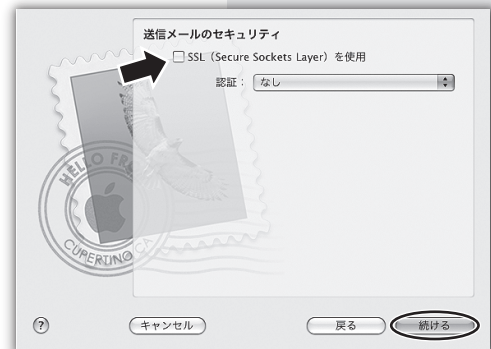 送信メールのセキュリティ
SSL（Secure Sockets Layer）を使用
認証： なし
HELLO FR
CUPERTINO CA
? キャンセル 戻る 続ける